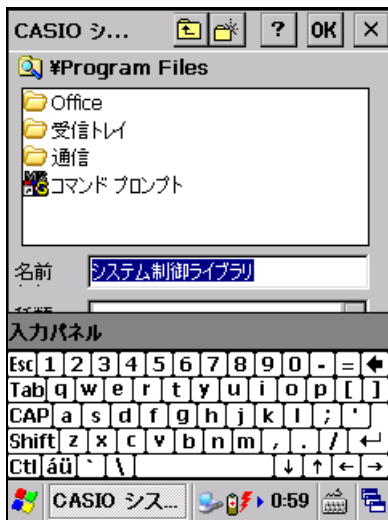 CASIO シ... ? OK ×
¥Program Files
Office
受信トレイ
通信
コマンド プロンプト
名前 システム制御ライブラリ
入力パネル
Esc 1 2 3 4 5 6 7 8 9 0 - =
Tab q w e r t y u i o p [ ]
CAP a s d f g h j k l ; '
Shift z x c v b n m , . /
Ctl áü ` \ ↓ ↑ ← →
CASIO シス... 0:59